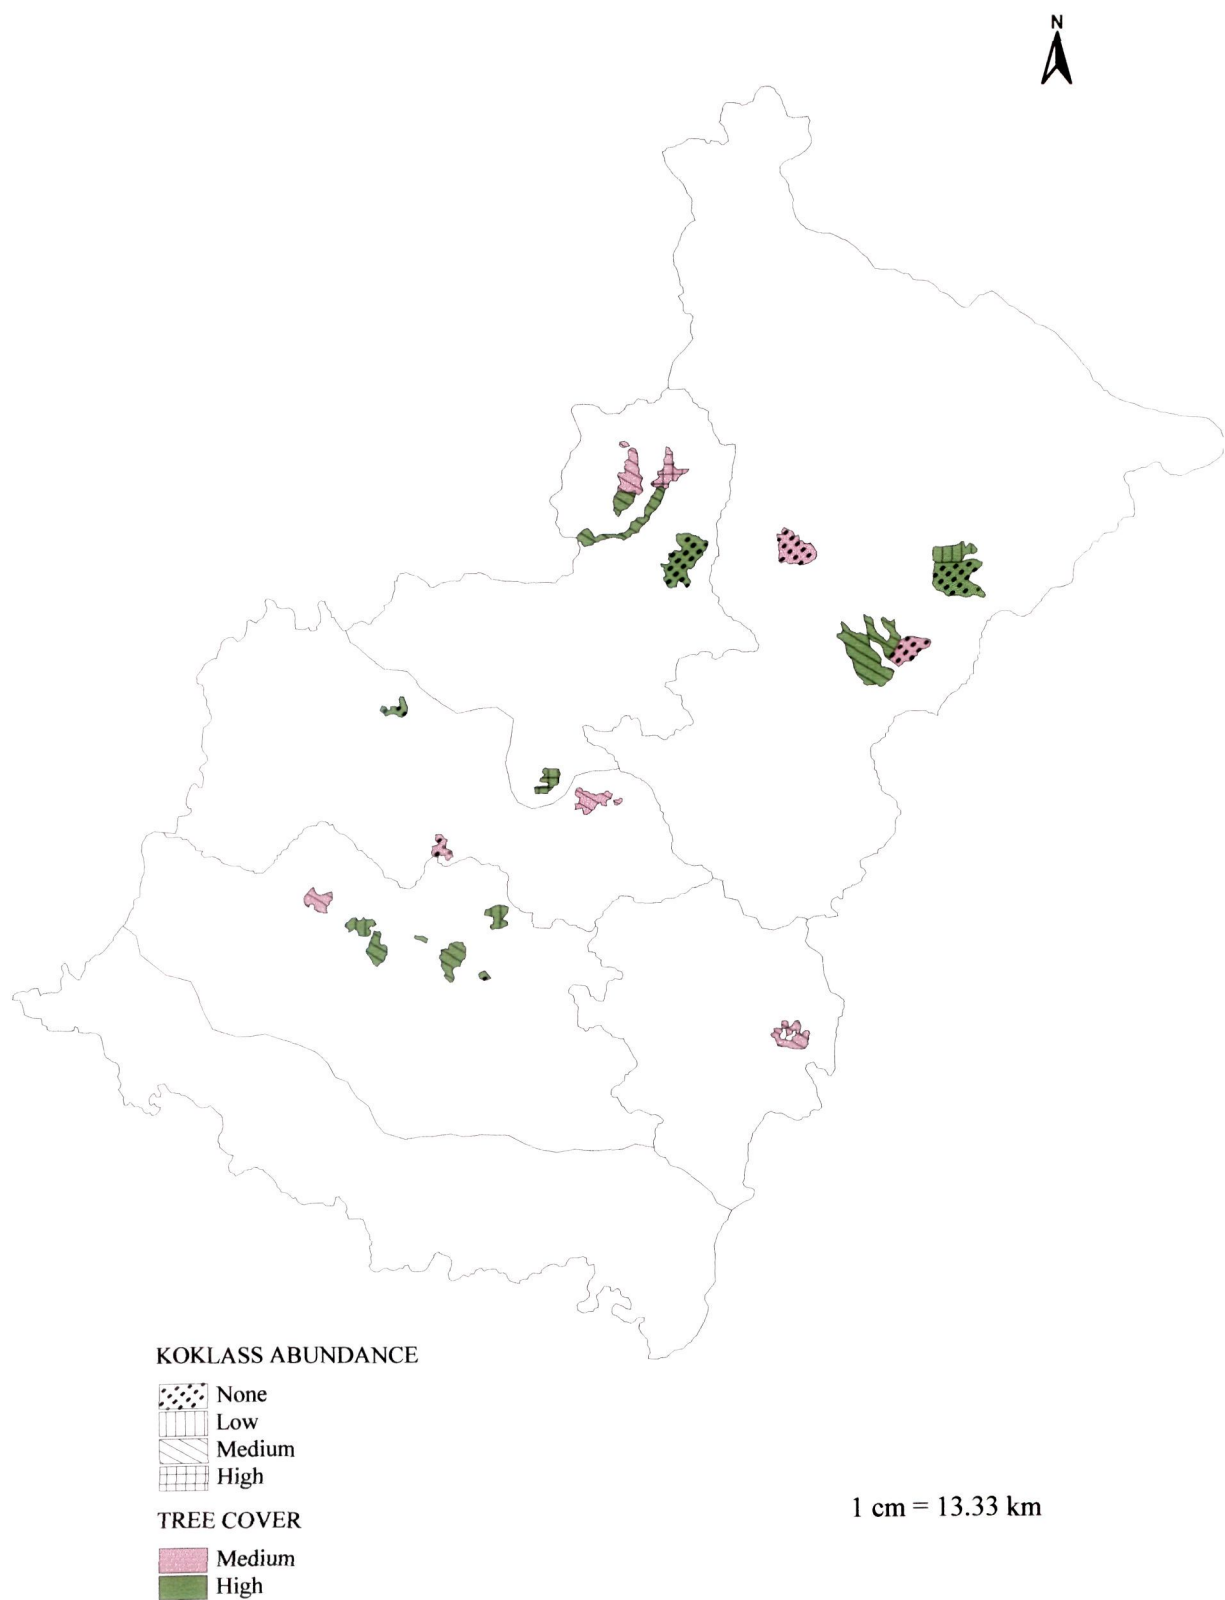 N
KOKLASS ABUNDANCE
None
Low
Medium
High
TREE COVER
Medium
High
1 cm = 13.33 km